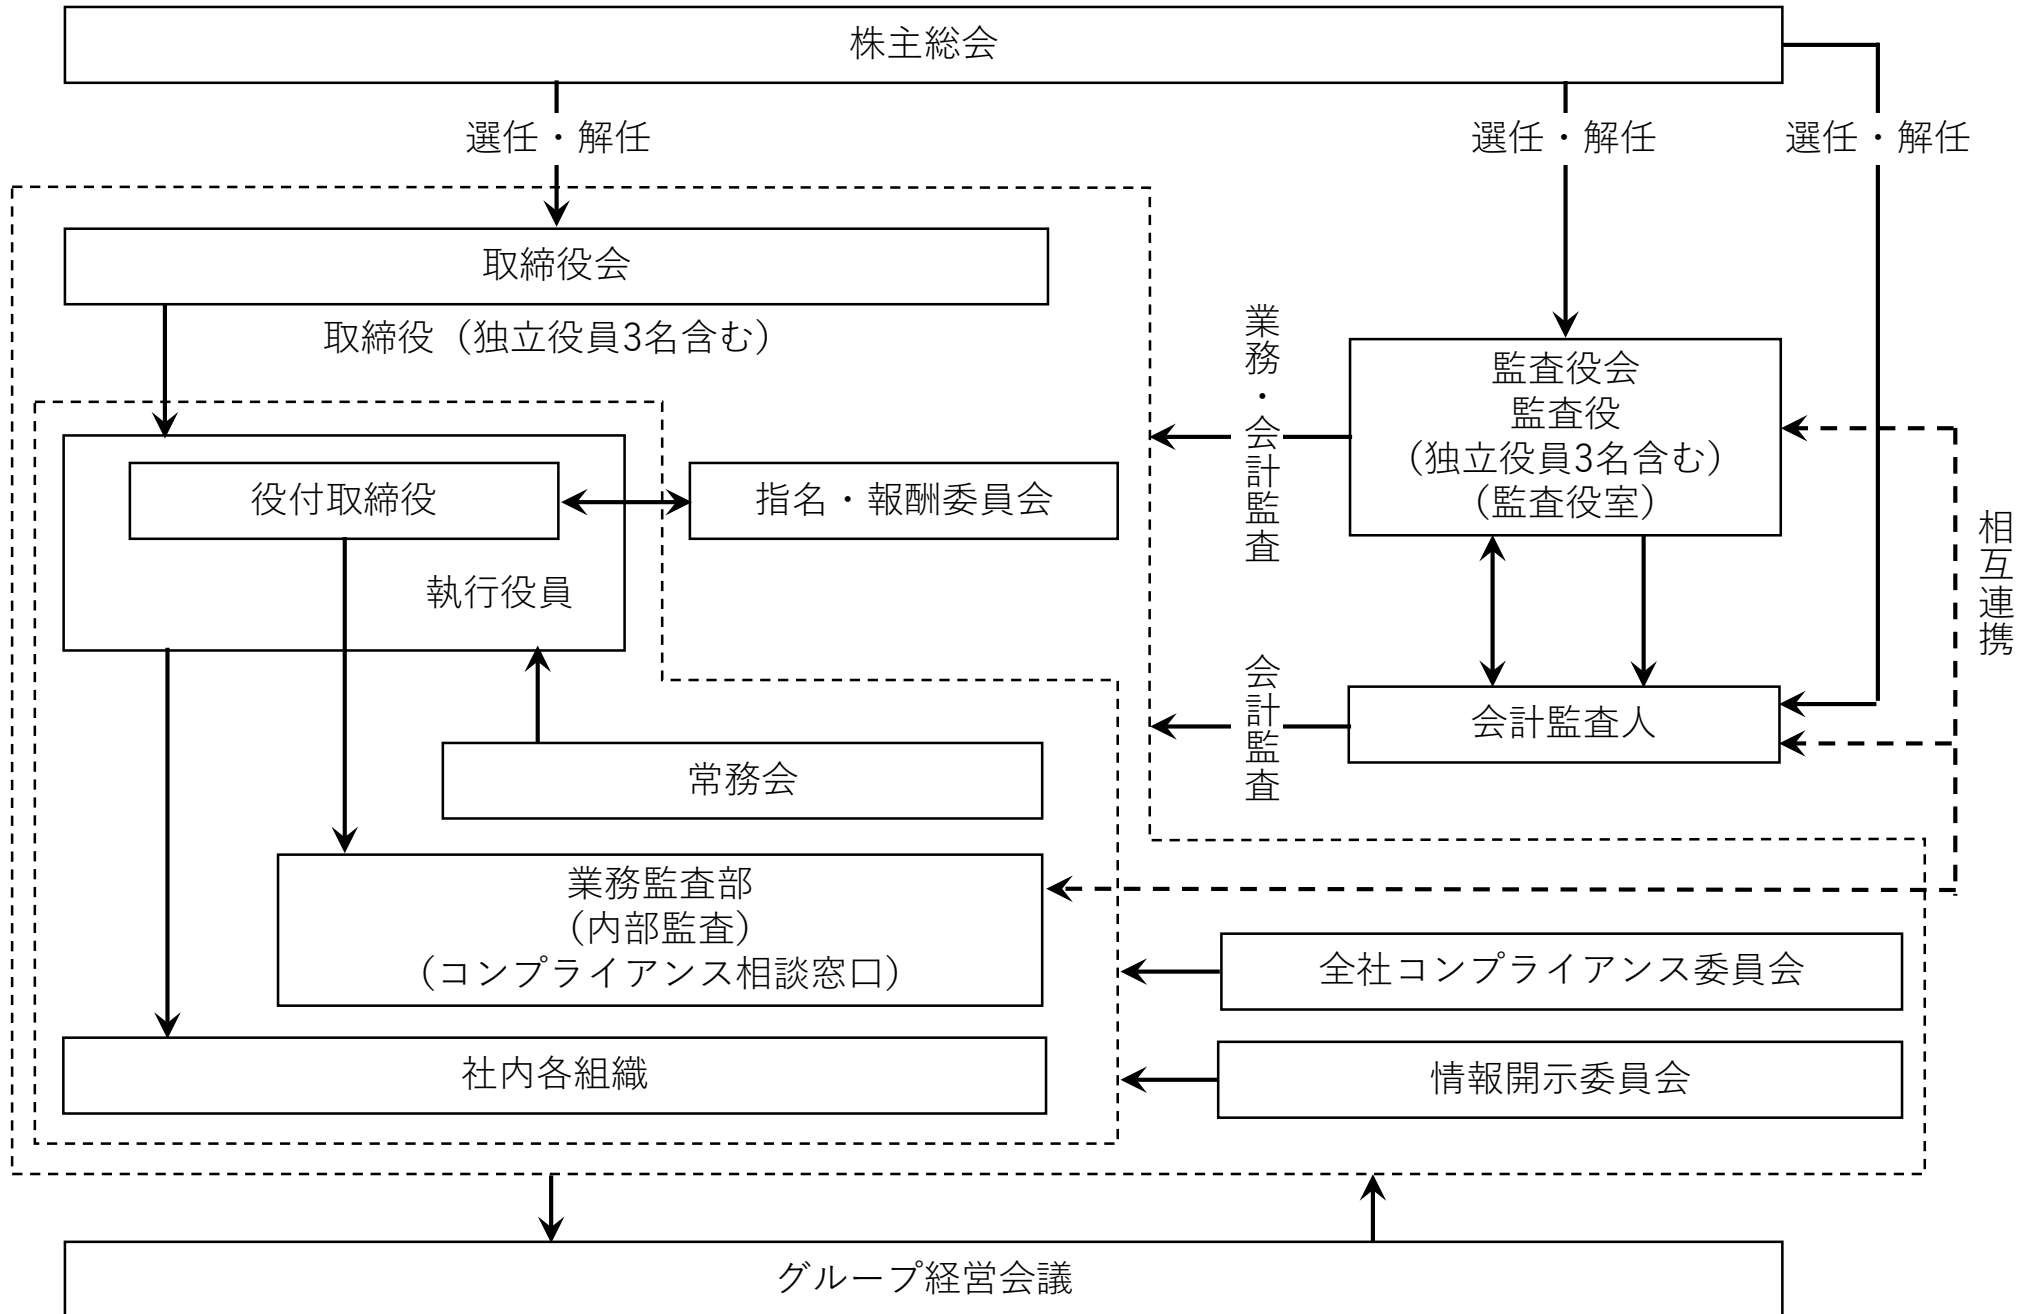 株主総会
選任・解任
選任・解任
選任・解任
取締役会
取締役（独立役員3名含む）
業務・会計監査
監査役会
監査役
（独立役員3名含む）
（監査役室）
役付取締役
指名・報酬委員会
執行役員
相互連携
会計監査
会計監査人
常務会
業務監査部
（内部監査）
（コンプライアンス相談窓口）
全社コンプライアンス委員会
社内各組織
情報開示委員会
グループ経営会議